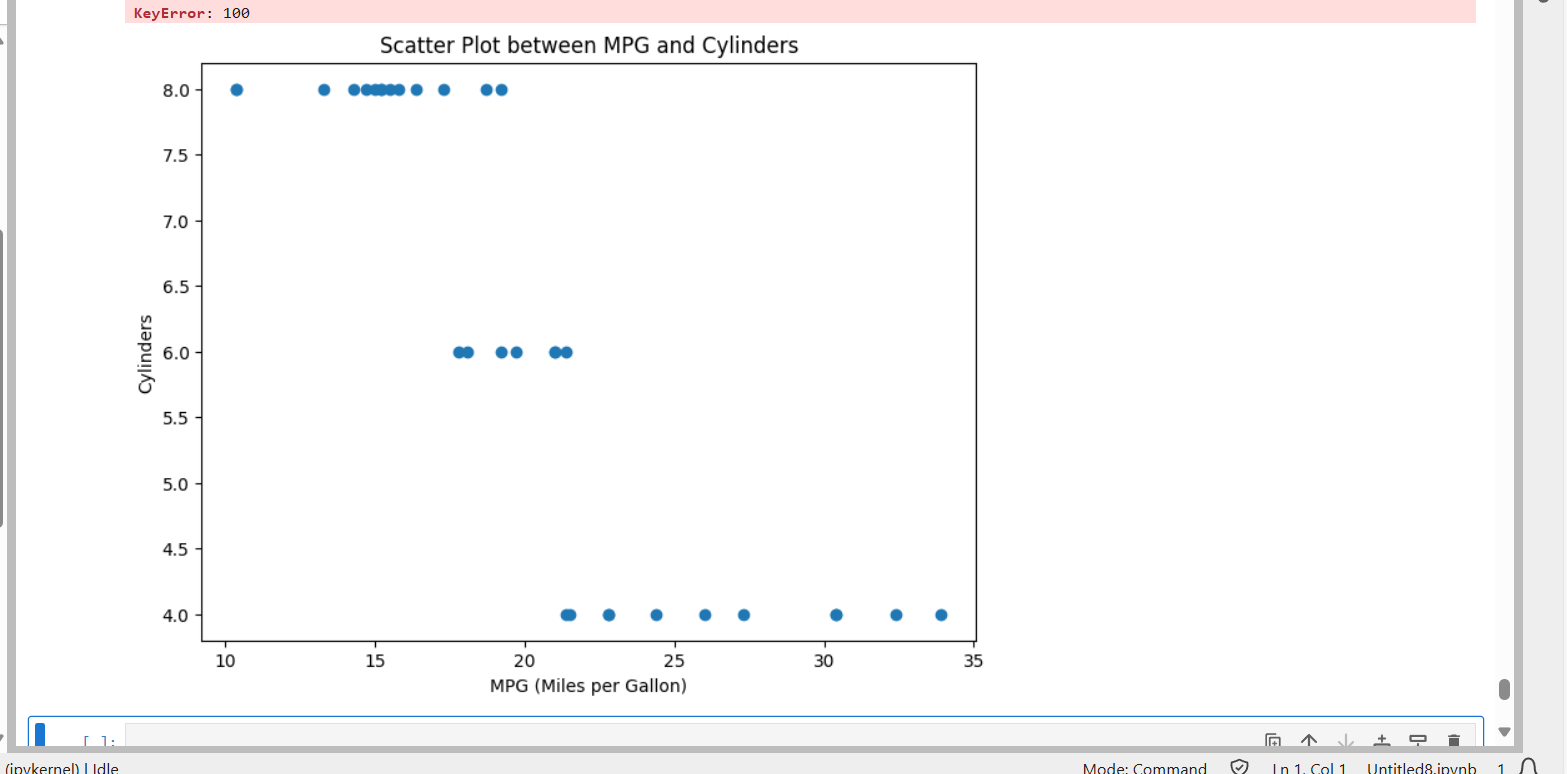 KeyError: 100
Scatter Plot between MPG and Cylinders
8.0
7.5
7.0
6.5
6.0
5.5
5.0
4.5
4.0
Cylinders
10 15 20 25 30 35
MPG (Miles per Gallon)
[ ]:
(ipykernel) | Idle Mode: Command Ln 1, Col 1 Untitled8.ipynb 1